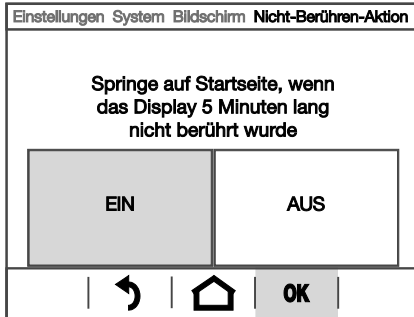 Einstellungen System Bildschirm Nicht-Berühren-Aktion
Springe auf Startseite, wenn
das Display 5 Minuten lang
nicht berührt wurde
EIN AUS
OK